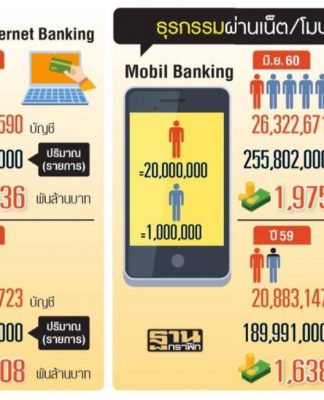 ernet Banking
590 บัญชี
000 ปริมาณ (รายการ)
36 พันล้านบาท
723 บัญชี
000 ปริมาณ (รายการ)
08 พันล้านบาท
ธุรกรรมผ่านเน็ต/โมบ
Mobil Banking
=20,000,000
=1,000,000
ฐาน
กราฟิก
มิ.ย. 60
26,322,671
255,802,000
1,975
ปี 59
20,883,147
189,991,000
1,638